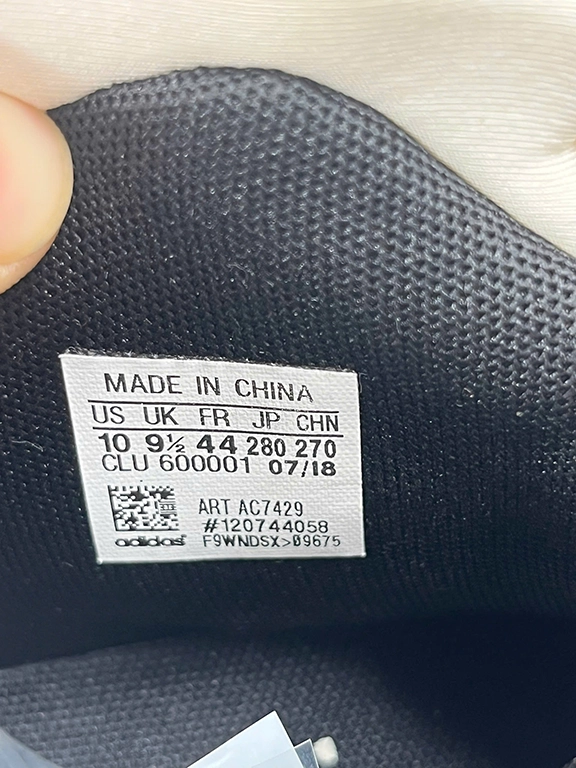 MADE IN CHINA
US UK FR JP CHN
10 9½ 44 280 270
CLU 600001 07/18
ART AC7429
#120744058
adidas F9WNDSX>09675